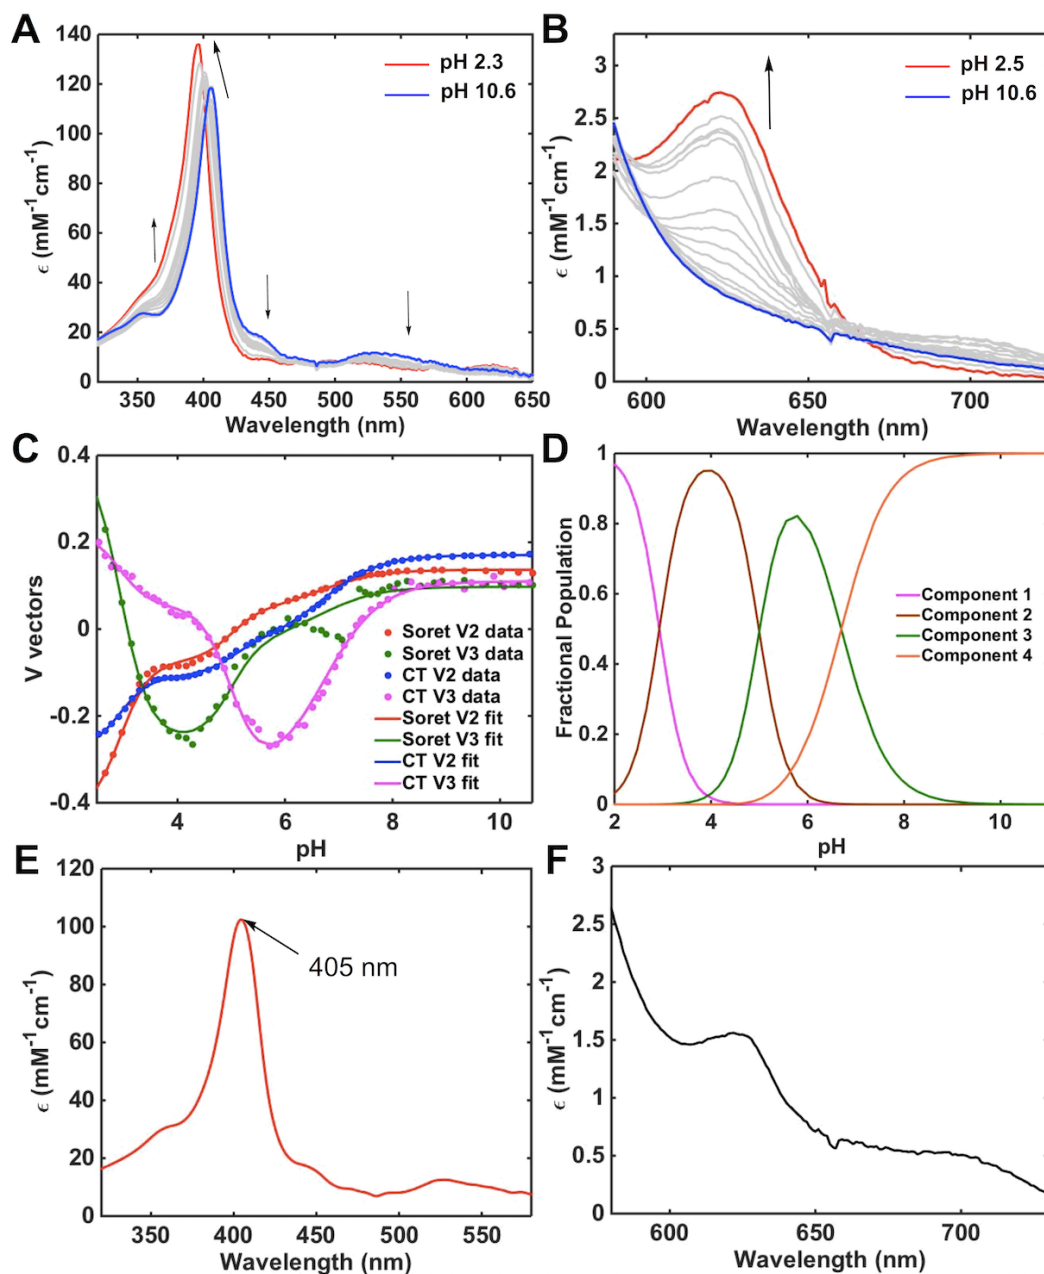 A
140
120
100
80
60
40
20
0
ϵ (mM⁻¹cm⁻¹)
pH 2.3
pH 10.6
350 400 450 500 550 600 650
Wavelength (nm)
B
3
2.5
2
1.5
1
0.5
0
ϵ (mM⁻¹cm⁻¹)
pH 2.5
pH 10.6
600 650 700
Wavelength (nm)
C
0.4
0.2
0
-0.2
-0.4
V vectors
Soret V2 data
Soret V3 data
CT V2 data
CT V3 data
Soret V2 fit
Soret V3 fit
CT V2 fit
CT V3 fit
4 6 8 10
pH
D
1
0.8
0.6
0.4
0.2
0
Fractional Population
Component 1
Component 2
Component 3
Component 4
2 4 6 8 10
pH
E
120
100
80
60
40
20
0
ϵ (mM⁻¹cm⁻¹)
405 nm
350 400 450 500 550
Wavelength (nm)
F
3
2.5
2
1.5
1
0.5
0
ϵ (mM⁻¹cm⁻¹)
600 650 700
Wavelength (nm)